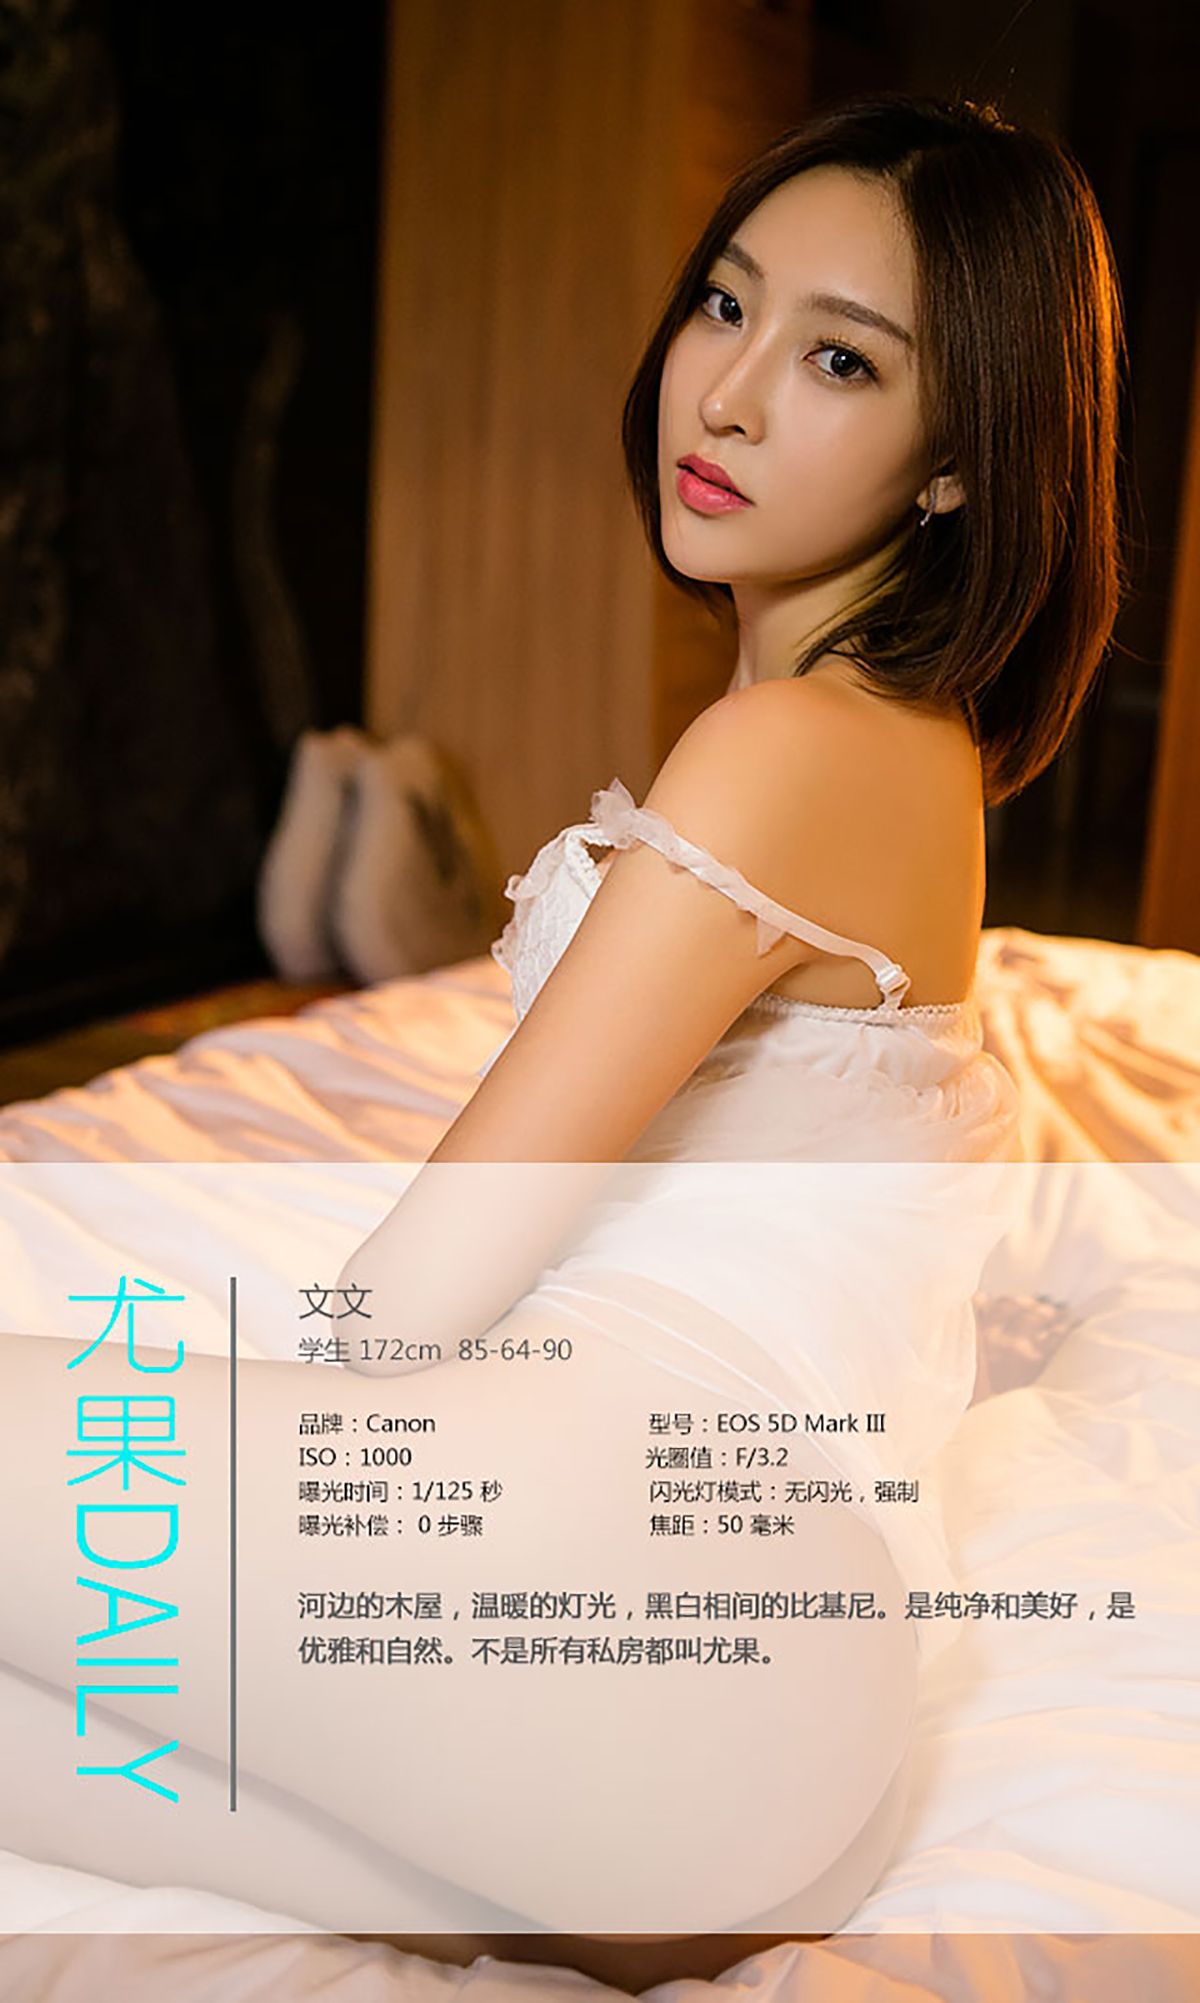 尤果DAILY
文文
学生 172cm 85-64-90
品牌：Canon
型号：EOS 5D Mark III
ISO：1000
光圈值：F/3.2
曝光时间：1/125 秒
闪光灯模式：无闪光，强制
曝光补偿： 0 步骤
焦距：50 毫米
河边的木屋，温暖的灯光，黑白相间的比基尼。是纯净和美好，是
优雅和自然。不是所有私房都叫尤果。